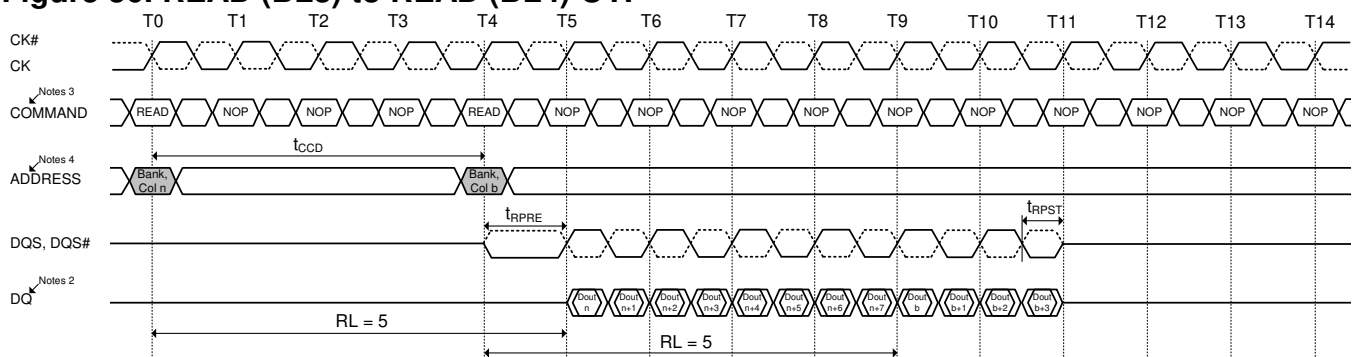 READ (BL8) to READ (BL4) OTF
T0 T1 T2 T3 T4 T5 T6 T7 T8 T9 T10 T11 T12 T13 T14
CK#
CK
Notes 3
COMMAND READ NOP NOP NOP READ NOP NOP NOP NOP NOP NOP NOP NOP NOP NOP
tCCD
Notes 4
ADDRESS Bank, Col n Bank, Col b
tRPRE tRPST
DQS, DQS#
Notes 2
DQ Dout n Dout n+1 Dout n+2 Dout n+3 Dout n+4 Dout n+5 Dout n+6 Dout n+7 Dout b Dout b+1 Dout b+2 Dout b+3
RL = 5
RL = 5